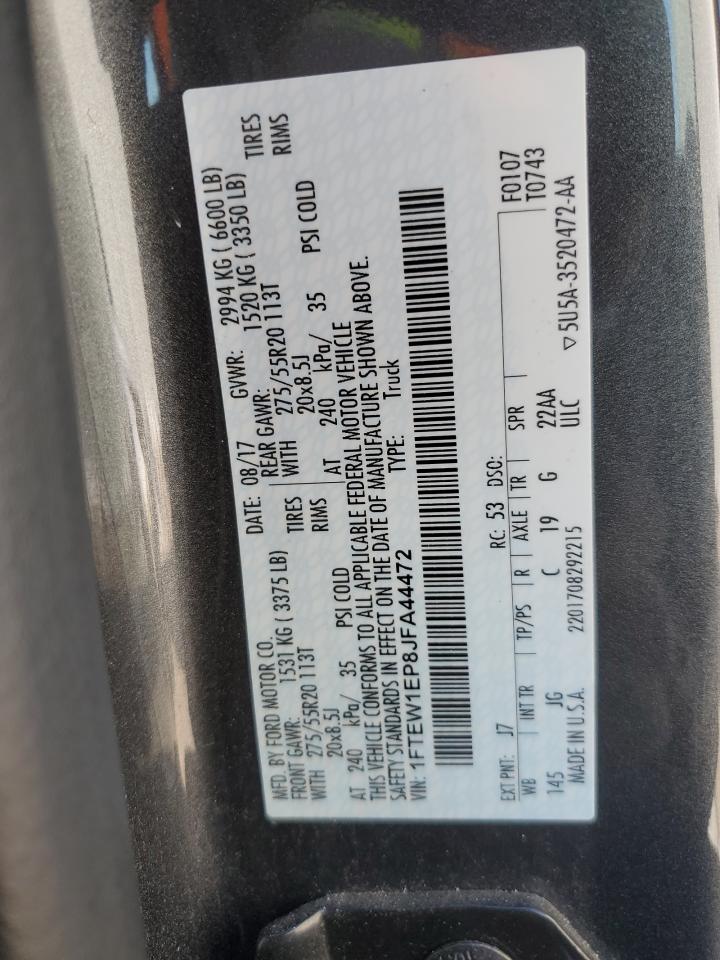 MFD. BY FORD MOTOR CO.
DATE: 08/17 GVWR: 2994 KG ( 6600 LB)
FRONT GAWR: 1531 KG ( 3375 LB)
REAR GAWR: 1520 KG ( 3350 LB)
WITH 275/55R20 113T TIRES
WITH 275/55R20 113T TIRES
20x8.5J RIMS
20x8.5J RIMS
AT 240 kPa/ 35 PSI COLD
AT 240 kPa/ 35 PSI COLD
THIS VEHICLE CONFORMS TO ALL APPLICABLE FEDERAL MOTOR VEHICLE
SAFETY STANDARDS IN EFFECT ON THE DATE OF MANUFACTURE SHOWN ABOVE.
VIN: 1FTEW1EP8JFA44472 TYPE: Truck
EXT PNT: J7 RC: 53 DSO: F0107
WB INT TR TP/PS R AXLE TR SPR T0743
145 JG C 19 G 22AA ▽5U5A-3520472-AA
MADE IN U.S.A. 2201708292215 ULC